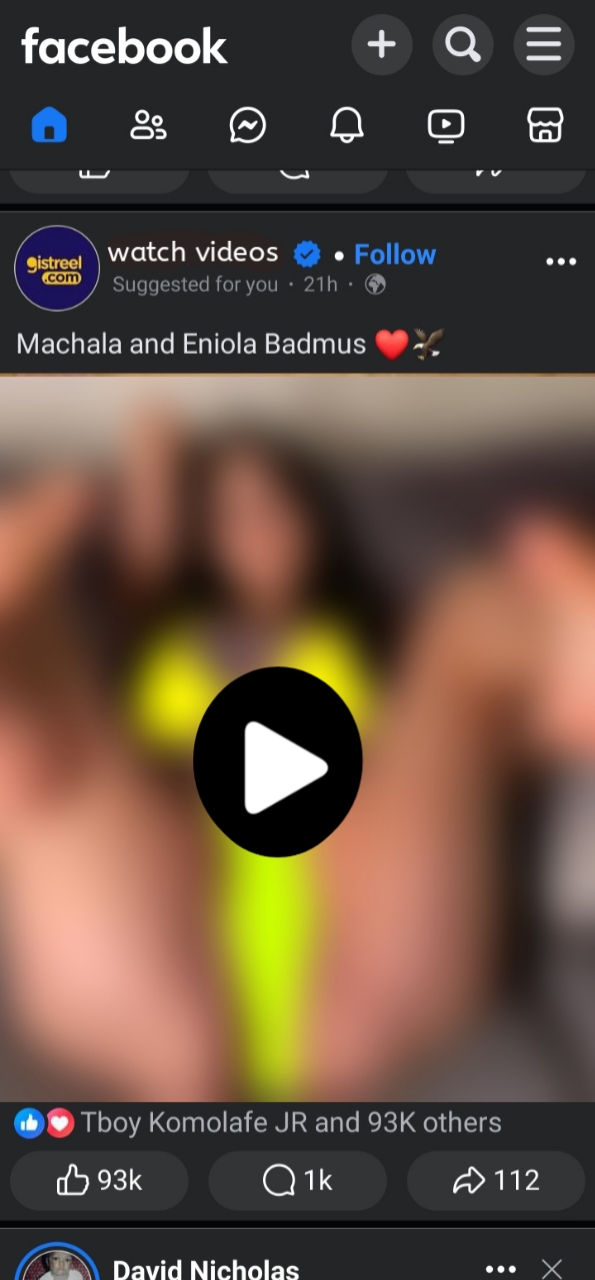 facebook
gistreel
.com
watch videos • Follow
Suggested for you · 21h ·
Machala and Eniola Badmus ❤️🦅
Tboy Komolafe JR and 93K others
93k
1k
112
David Nicholas